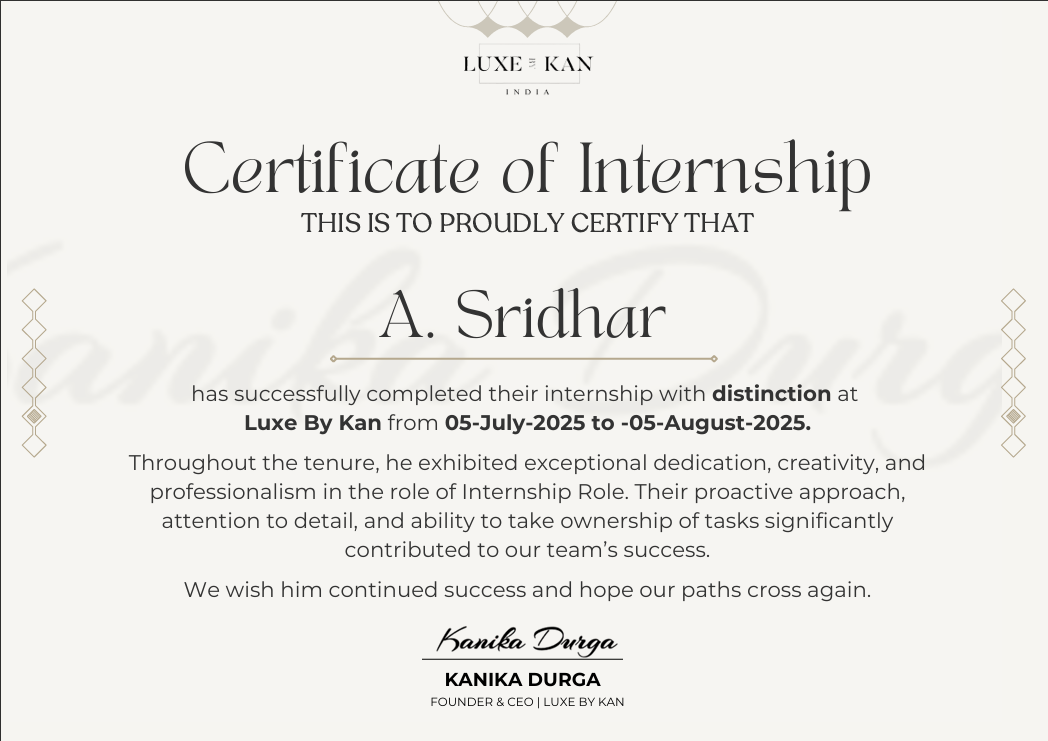 LUXE BY KAN
INDIA
Certificate of Internship
THIS IS TO PROUDLY CERTIFY THAT
A. Sridhar
has successfully completed their internship with distinction at
Luxe By Kan from 05-July-2025 to -05-August-2025.
Throughout the tenure, he exhibited exceptional dedication, creativity, and
professionalism in the role of Internship Role. Their proactive approach,
attention to detail, and ability to take ownership of tasks significantly
contributed to our team’s success.
We wish him continued success and hope our paths cross again.
Kanika Durga
KANIKA DURGA
FOUNDER & CEO | LUXE BY KAN